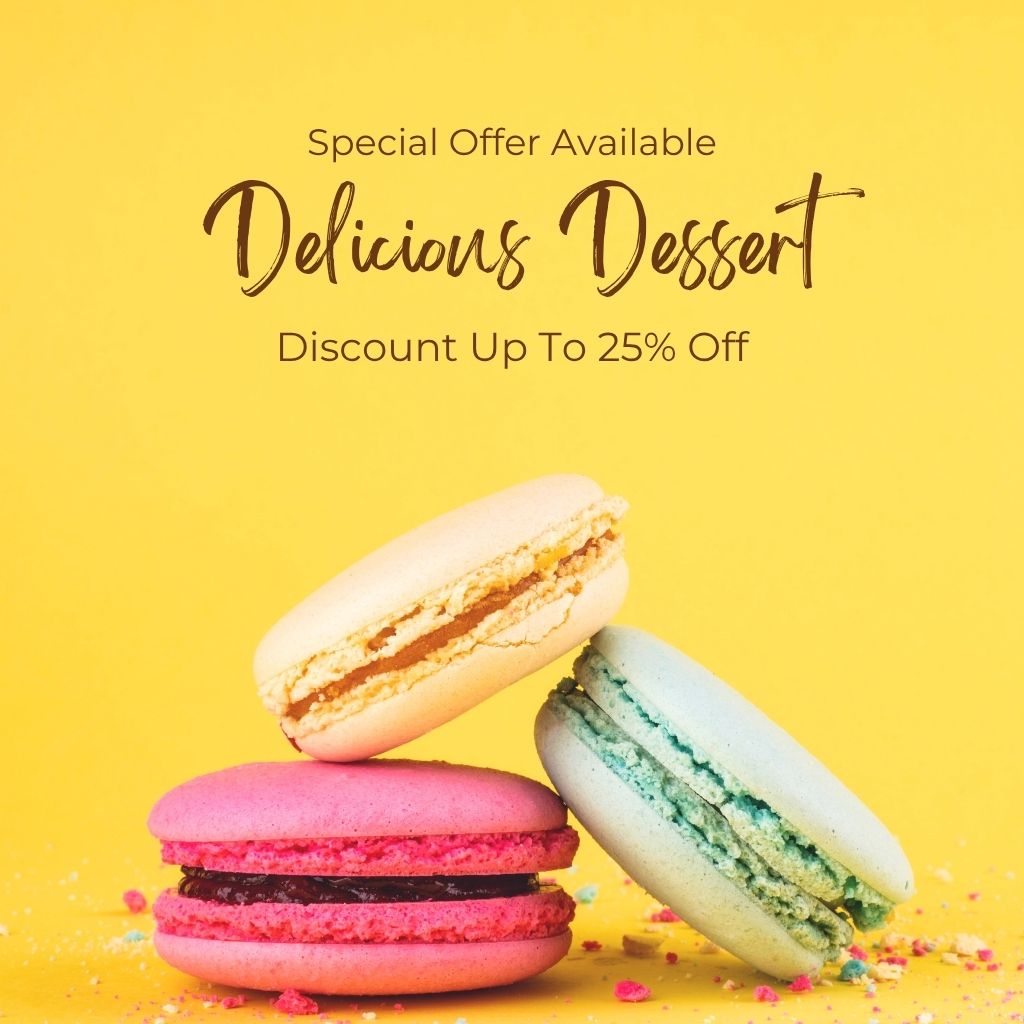 Special Offer Available
Delicious Dessert
Discount Up To 25% Off